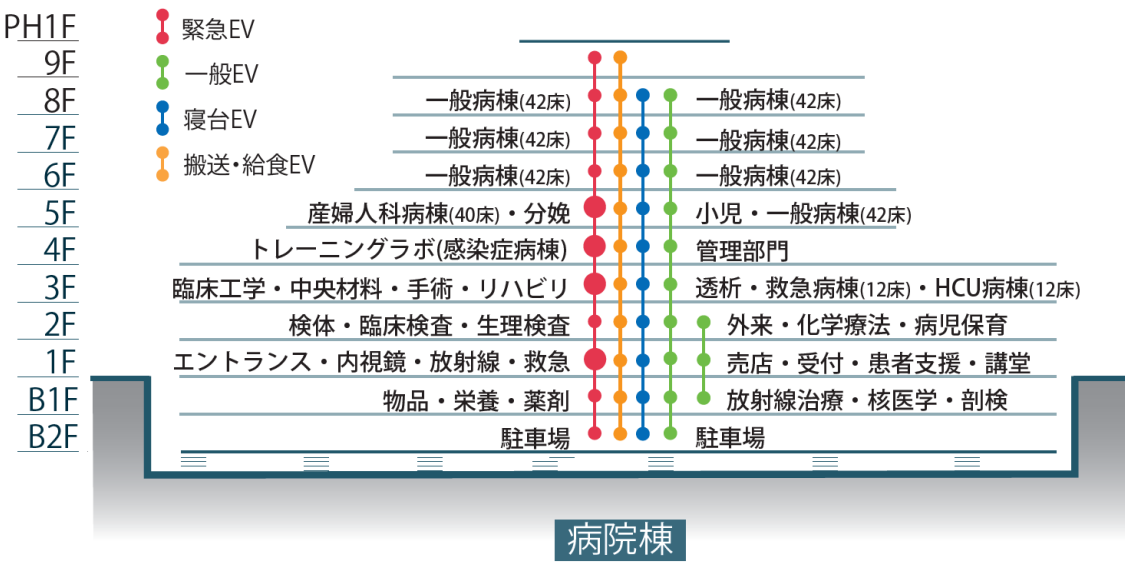 PH1F
緊急EV
9F
一般EV
8F 一般病棟(42床) 一般病棟(42床)
寝台EV
7F 一般病棟(42床) 一般病棟(42床)
搬送・給食EV
6F 一般病棟(42床) 一般病棟(42床)
5F 産婦人科病棟(40床)・分娩 小児・一般病棟(42床)
4F トレーニングラボ(感染症病棟) 管理部門
3F 臨床工学・中央材料・手術・リハビリ 透析・救急病棟(12床)・HCU病棟(12床)
2F 検体・臨床検査・生理検査 外来・化学療法・病児保育
1F エントランス・内視鏡・放射線・救急 売店・受付・患者支援・講堂
B1F 物品・栄養・薬剤 放射線治療・核医学・剖検
B2F 駐車場 駐車場
病院棟